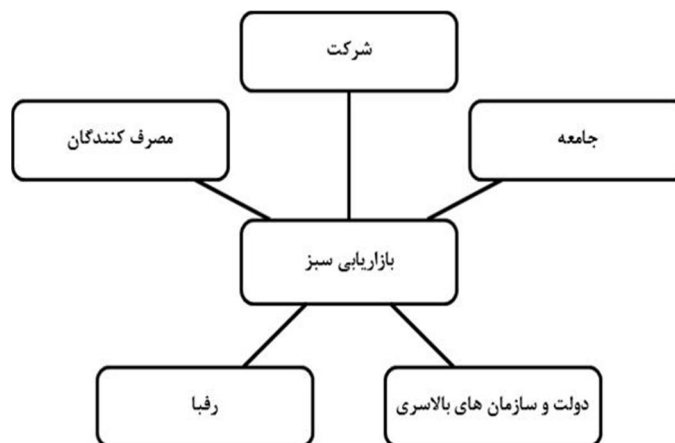 شرکت
جامعه
مصرف کنندگان
بازاریابی سبز
دولت و سازمان های بالاسری
رفبا